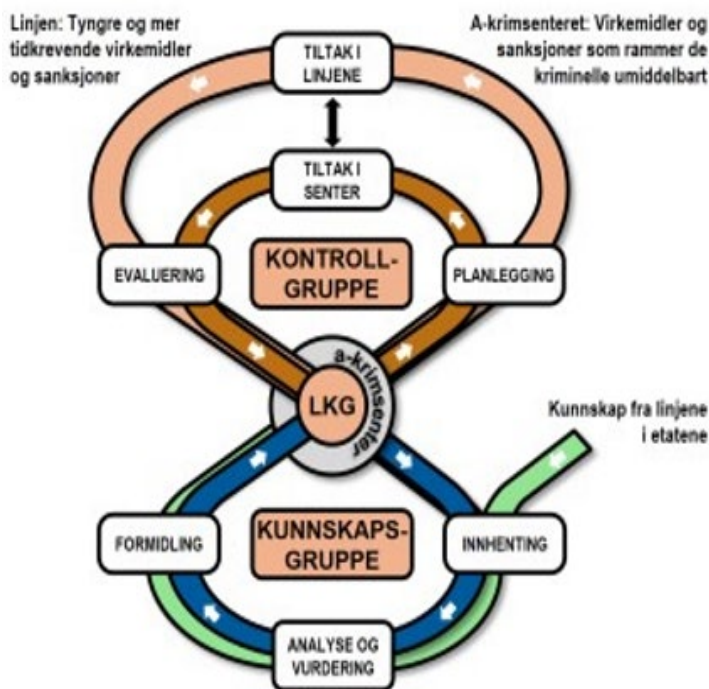 Linjen: Tyngre og mer
tidkrevende virkemidler
og sanksjoner
A-krimsenteret: Virkemidler og
sanksjoner som rammer de
kriminelle umiddelbart
TILTAK I
LINJENE
TILTAK I
SENTER
EVALUERING
KONTROLL-
GRUPPE
PLANLEGGING
a-krimsenter
LKG
Kunnskap fra linjene
i etatene
FORMIDLING
KUNNSKAPS-
GRUPPE
INNHENTING
ANALYSE OG
VURDERING